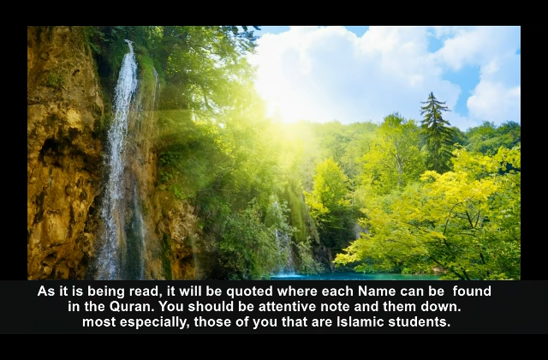 As it is being read, it will be quoted where each Name can be found
in the Quran. You should be attentive note and them down.
most especially, those of you that are Islamic students.